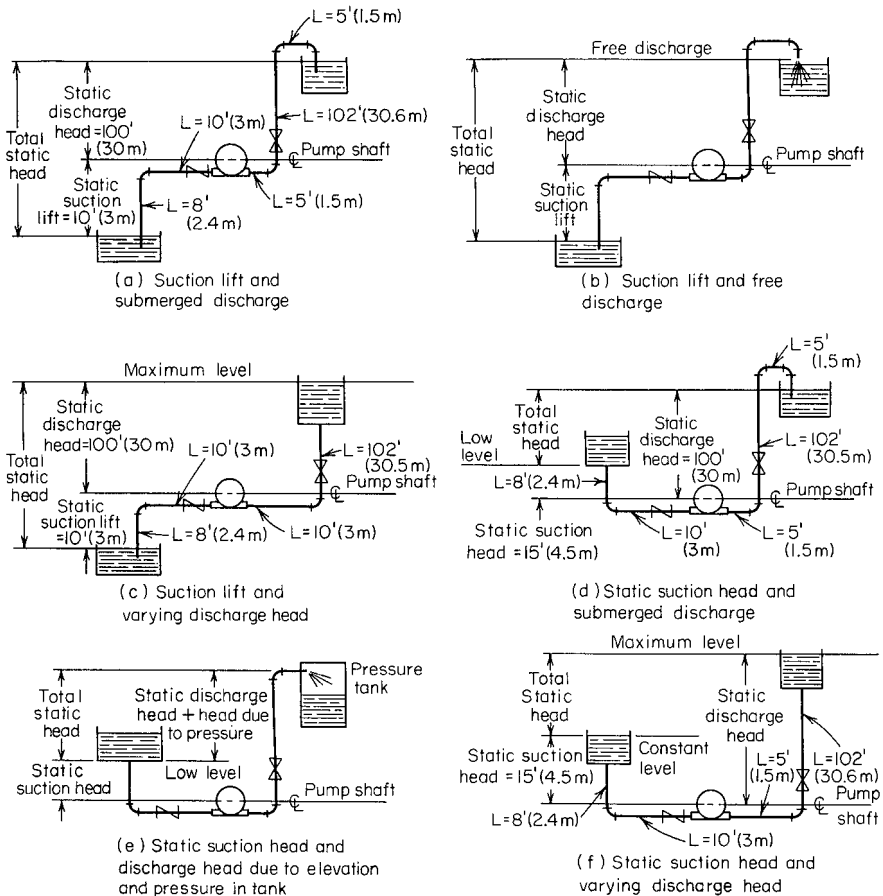 L=5'(1.5m)
Static
discharge
head=100'
(30m)
Total
static
head
L=10'(3m)
L=102'(30.6m)
℄ Pump shaft
Static
suction
lift=10'(3m)
L=8'
(2.4m)
L=5'(1.5m)
(a) Suction lift and
submerged discharge
Free discharge
Static
discharge
head
Total
static
head
℄ Pump shaft
Static
suction
lift
(b) Suction lift and free
discharge
Maximum level
Static
discharge
head=100'(30m)
L=10'(3m)
L=102'
(30.5m)
Total
static
head
℄ Pump shaft
Static
suction lift
=10'(3m)
L=8'(2.4m)
L=10'(3m)
(c) Suction lift and
varying discharge head
L=5'
(1.5m)
Total
static
head
Static
discharge
head=100'
(30m)
L=102'
(30.5m)
Low
level
L=8'(2.4m)
℄ Pump shaft
Static suction
head =15'(4.5m)
L=10'
(3m)
L=5'
(1.5m)
(d) Static suction head and
submerged discharge
Total
static
head
Static discharge
head + head due
to pressure
Pressure
tank
Low level
Static
suction head
℄ Pump shaft
(e) Static suction head and
discharge head due to elevation
and pressure in tank
Maximum level
Total
Static
head
Static
discharge
head
Static suction
head =15'(4.5m)
Constant
level
L=5'
(1.5m)
L=102'
(30.6m)
L=8'(2.4m)
℄ Pump
shaft
L=10'(3m)
(f) Static suction head and
varying discharge head